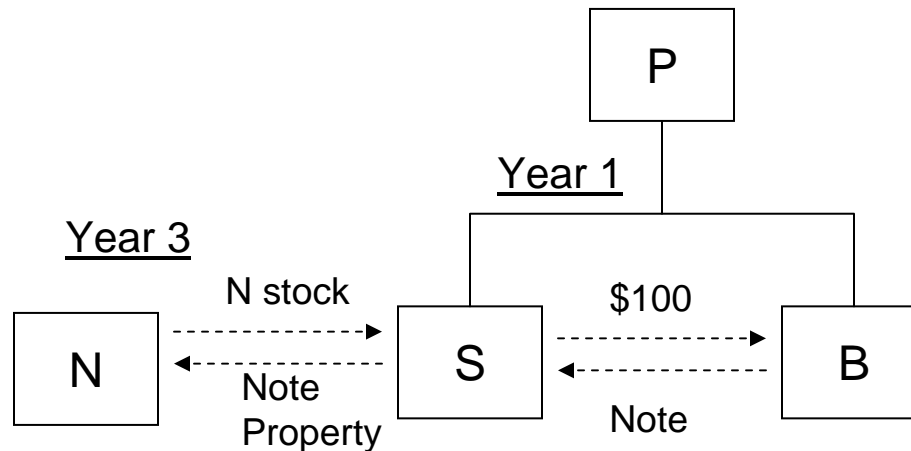 P
Year 1
Year 3
N stock
$100
N
S
B
Note
Property
Note